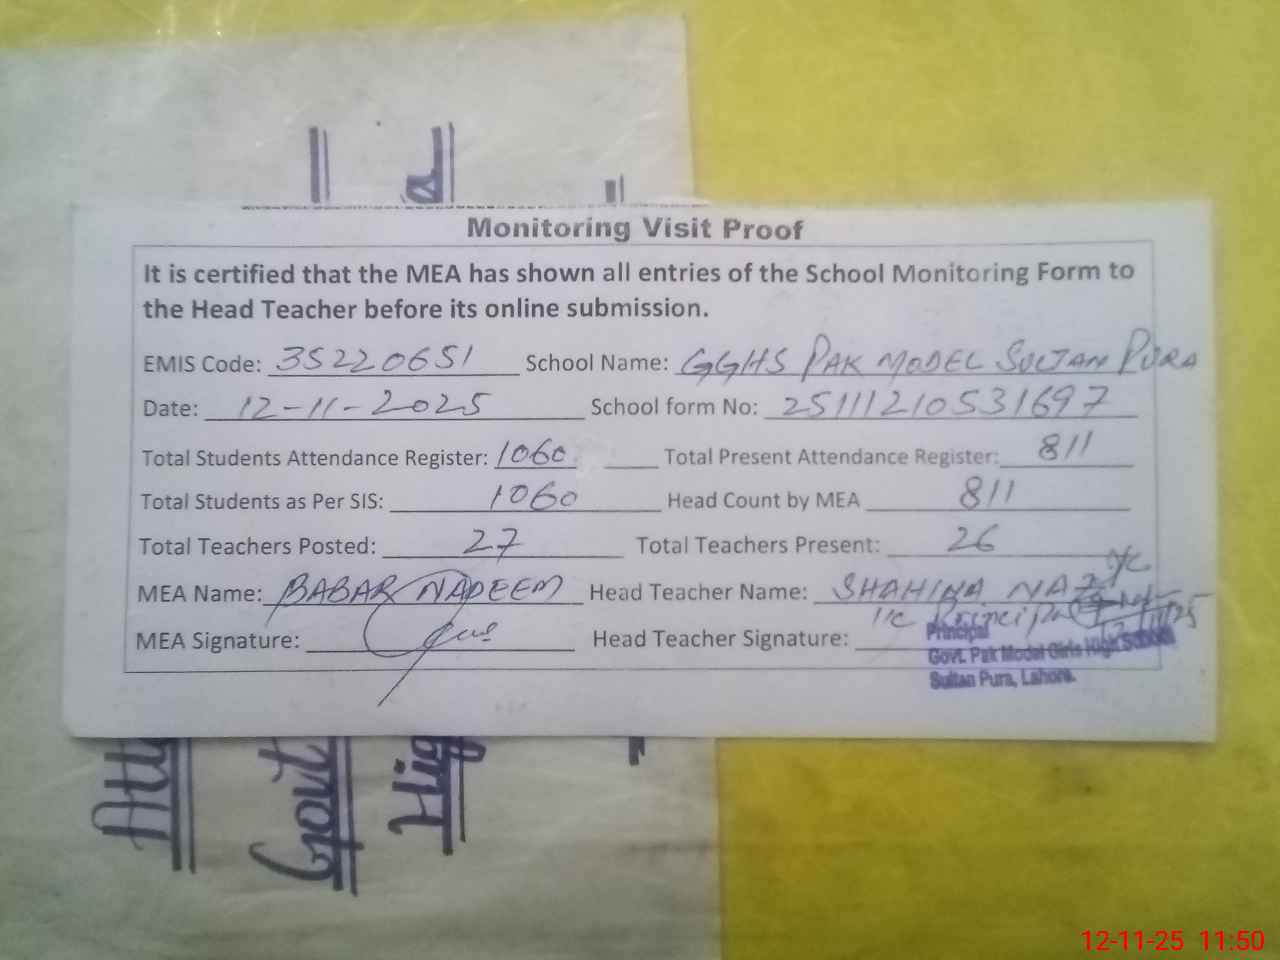 Monitoring Visit Proof
It is certified that the MEA has shown all entries of the School Monitoring Form to
the Head Teacher before its online submission.
EMIS Code: 35220651 School Name: GGHS PAK MODEL SULTAN PURA
Date: 12-11-2025 School form No: 25111210531697
Total Students Attendance Register: 1060 Total Present Attendance Register: 811
Total Students as Per SIS: 1060 Head Count by MEA 811
Total Teachers Posted: 27 Total Teachers Present: 26
MEA Name: BABAR NADEEM Head Teacher Name: SHAHINA NAZ I/C
I/C Principal
MEA Signature: Head Teacher Signature:
Principal
Govt. Pak Model Girls High School
Sultan Pura, Lahore.
Govt
Hig
12-11-25 11:50